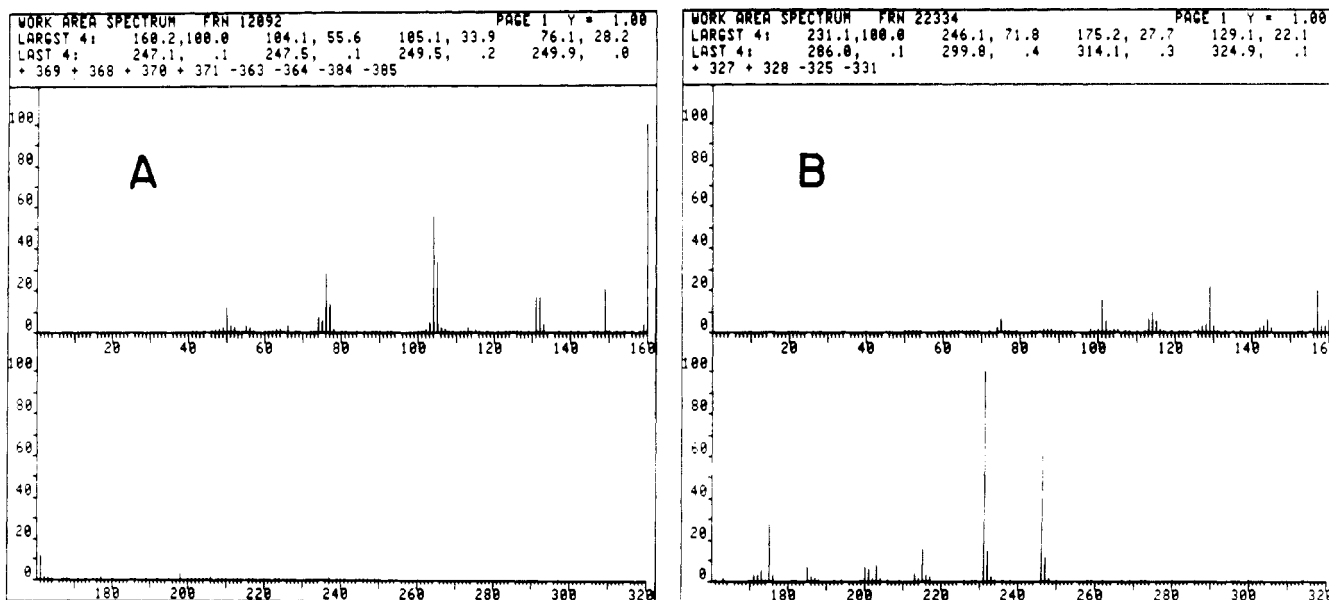 WORK AREA SPECTRUM FRN 12092 PAGE 1 Y = 1.00
LARGST 4: 160.2,100.0 104.1, 55.6 105.1, 33.9 76.1, 28.2
LAST 4: 247.1, .1 247.5, .1 249.5, .2 249.9, .0
+ 369 + 368 + 370 + 371 -363 -364 -384 -385
100
80
60
40
20
0
A
20 40 60 80 100 120 140 160
100
80
60
40
20
0
180 200 220 240 260 280 300 320
WORK AREA SPECTRUM FRN 22334 PAGE 1 Y = 1.00
LARGST 4: 231.1,100.0 246.1, 71.8 175.2, 27.7 129.1, 22.1
LAST 4: 286.0, .1 299.8, .4 314.1, .3 324.9, .1
+ 327 + 328 -325 -331
100
80
60
40
20
0
B
20 40 60 80 100 120 140 160
100
80
60
40
20
0
180 200 220 240 260 280 300 320